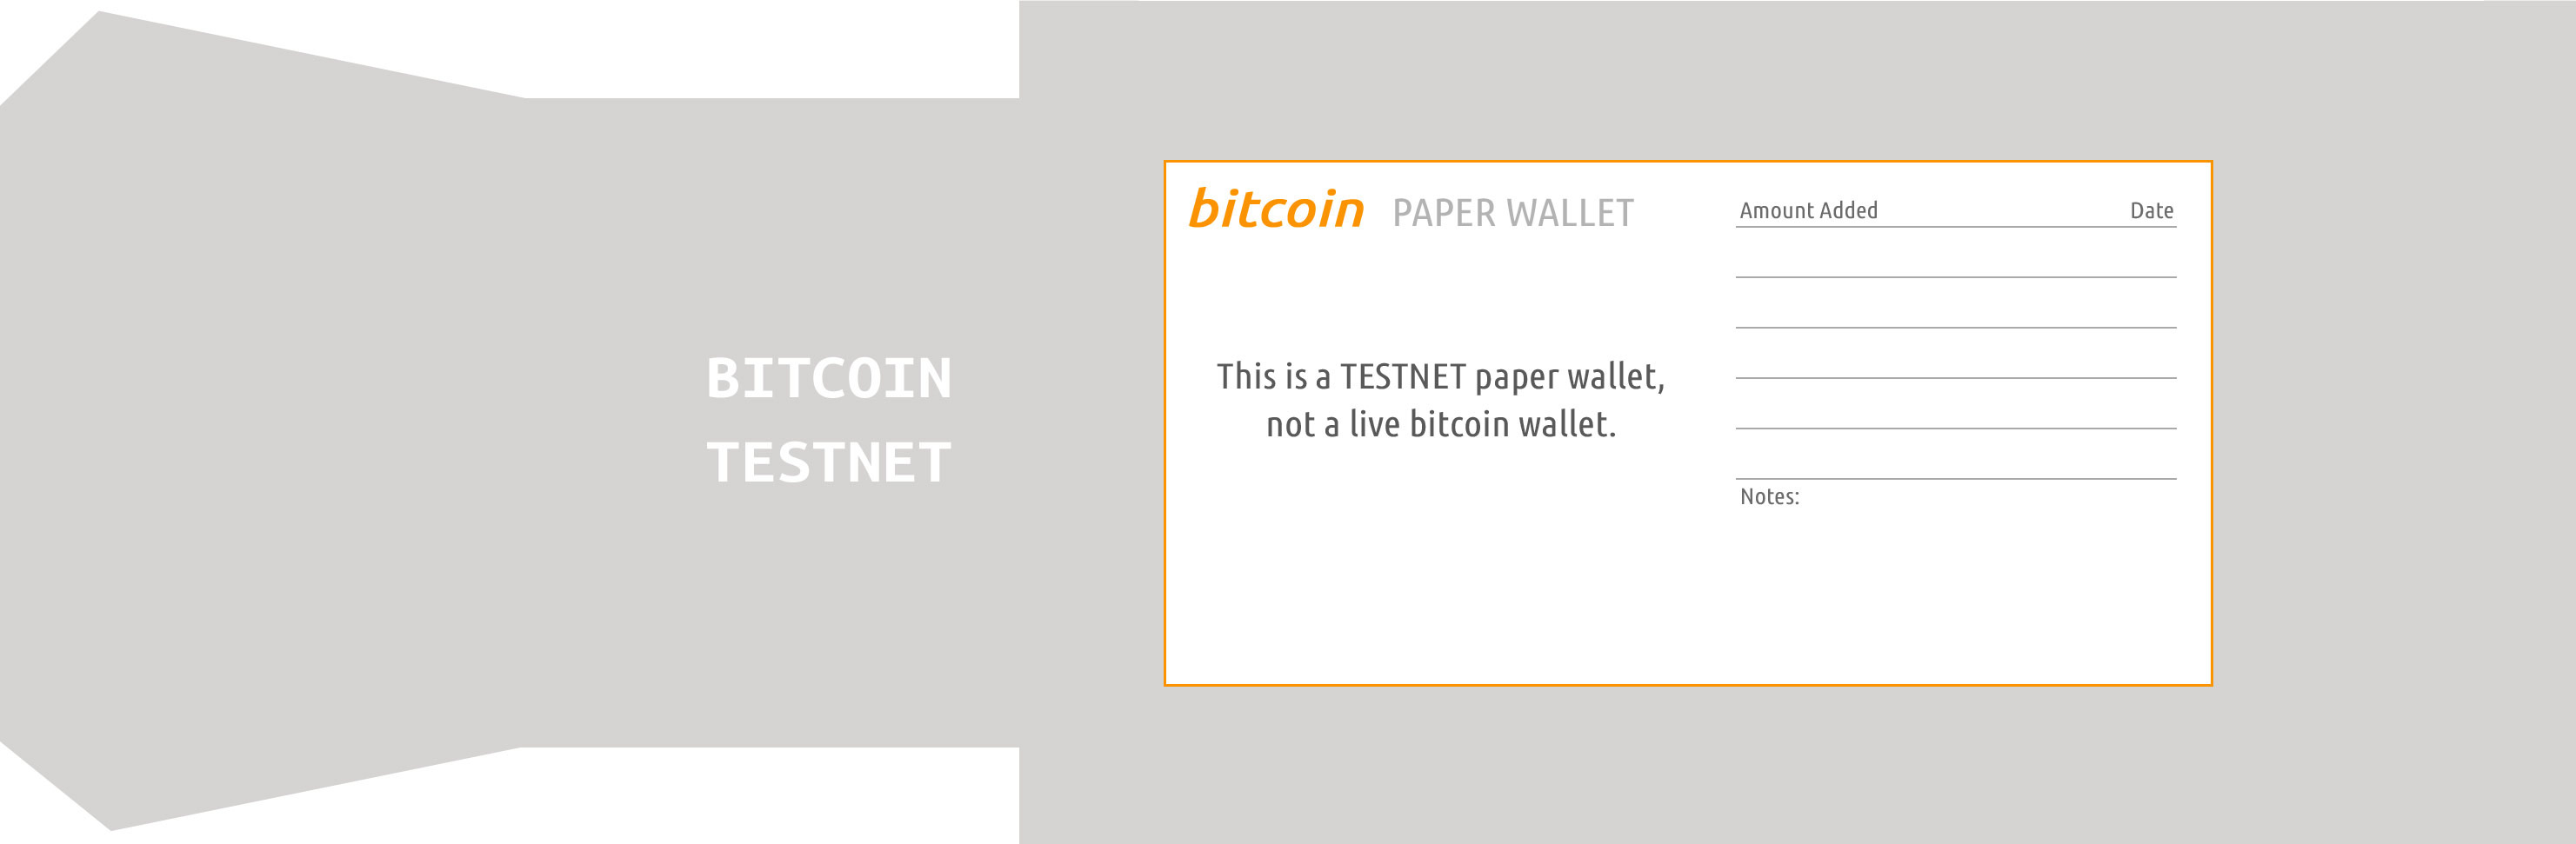 BITCOIN
TESTNET
bitcoin PAPER WALLET
This is a TESTNET paper wallet,
not a live bitcoin wallet.
Amount Added Date
Notes: